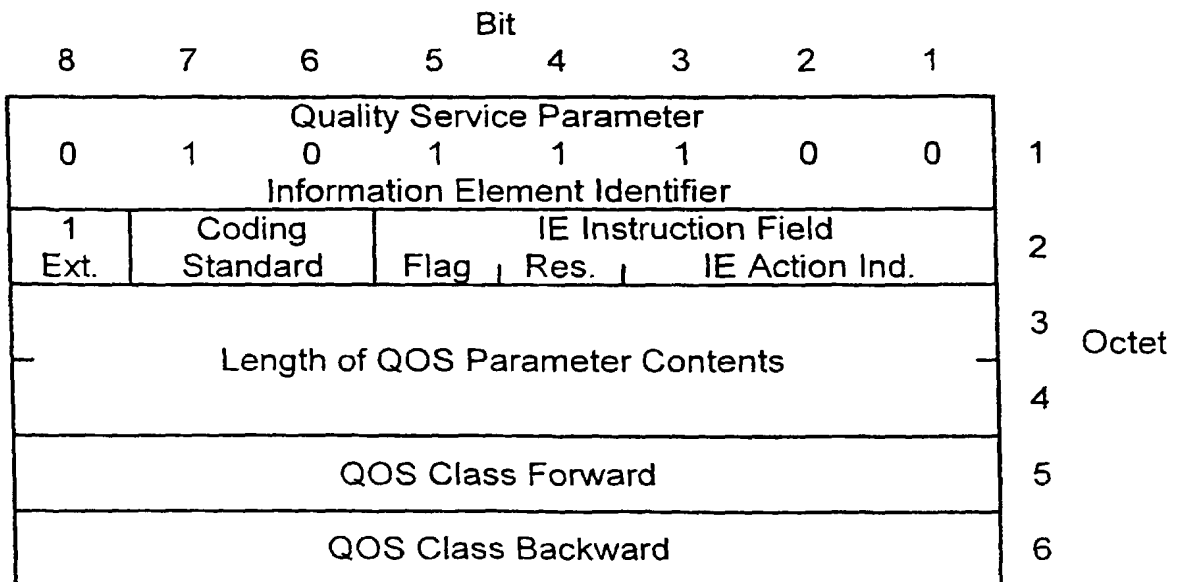 Bit
8 7 6 5 4 3 2 1
Quality Service Parameter
0 1 0 1 1 1 0 0 1
Information Element Identifier
1 Coding IE Instruction Field 2
Ext. Standard Flag Res. IE Action Ind.
3
Length of QOS Parameter Contents Octet
4
QOS Class Forward 5
QOS Class Backward 6